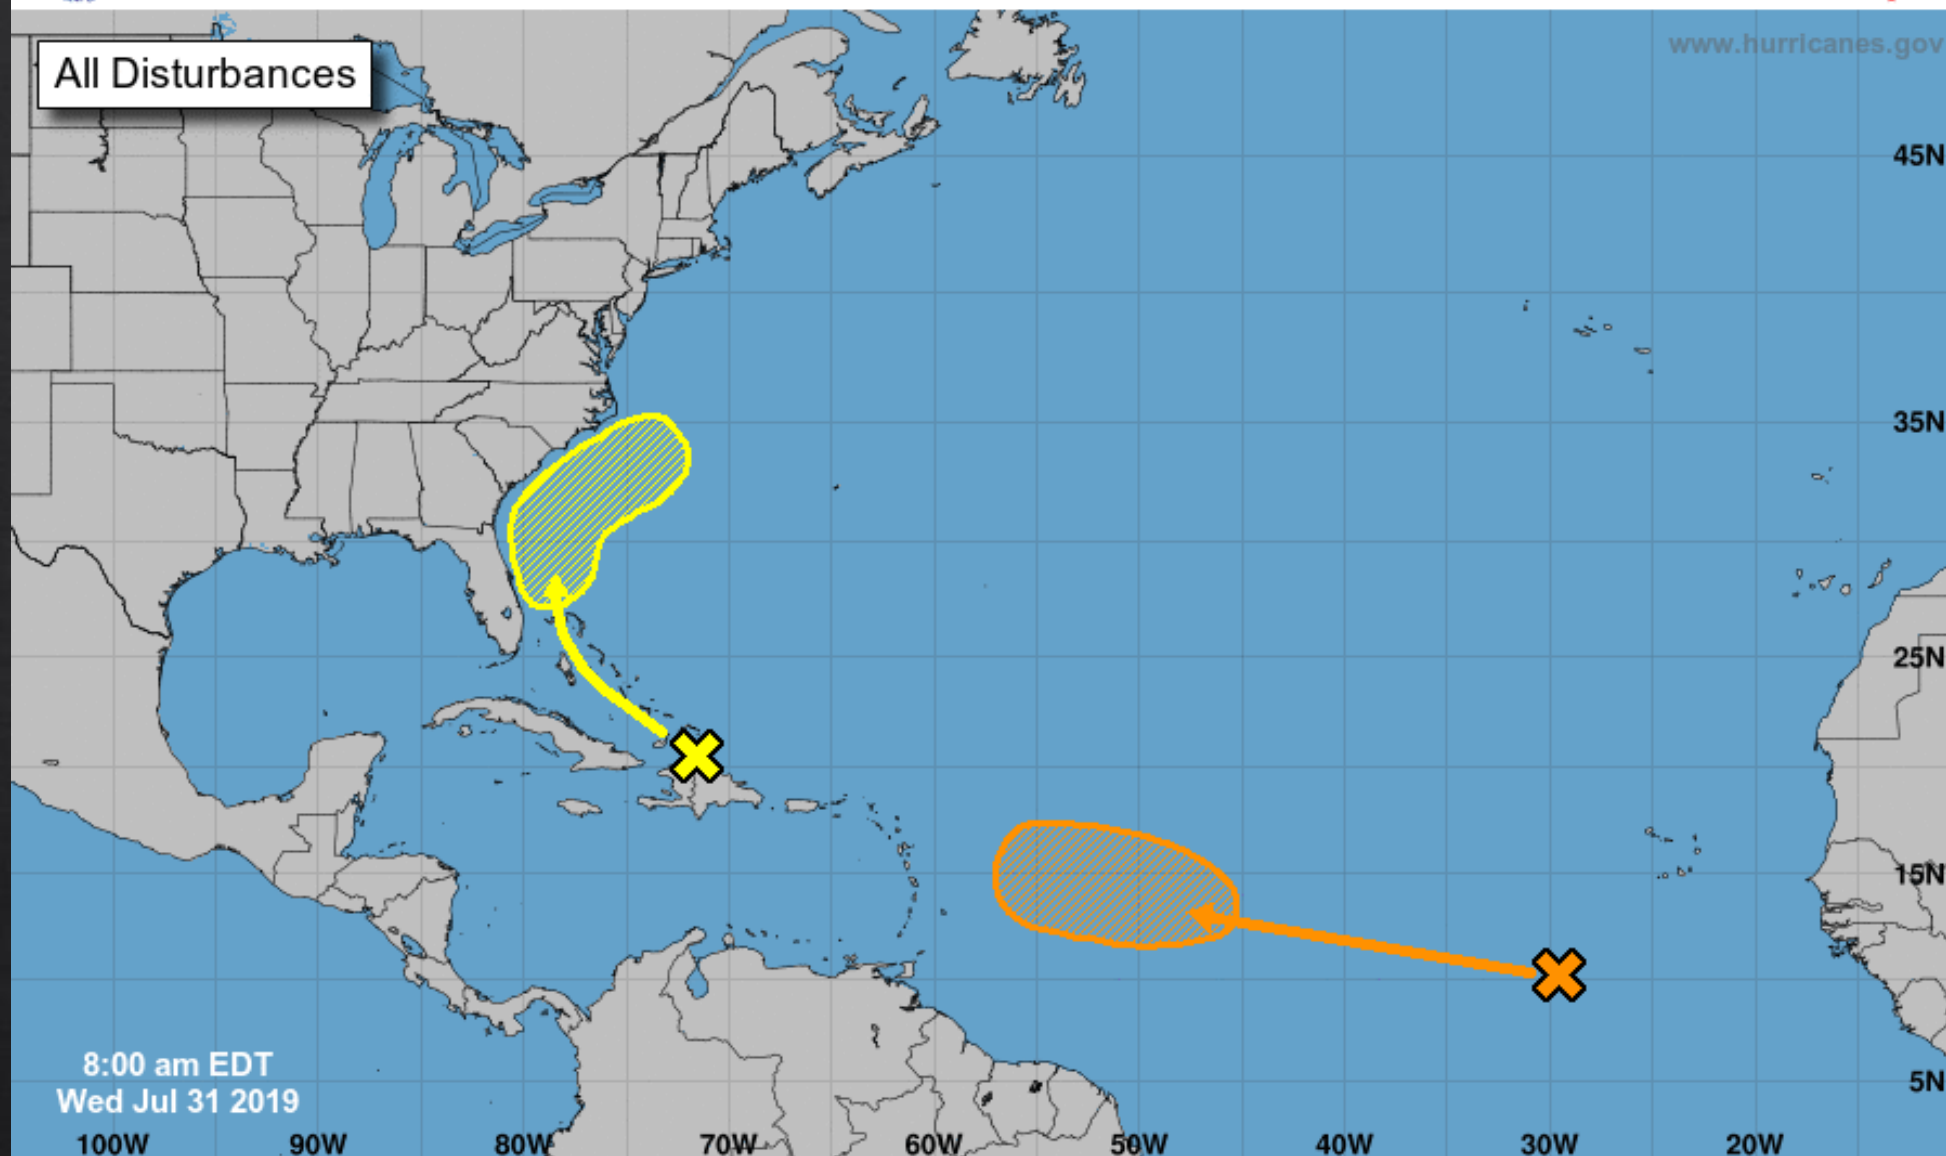 www.hurricanes.gov
All Disturbances
45N
35N
25N
15N
5N
8:00 am EDT
Wed Jul 31 2019
100W 90W 80W 70W 60W 50W 40W 30W 20W